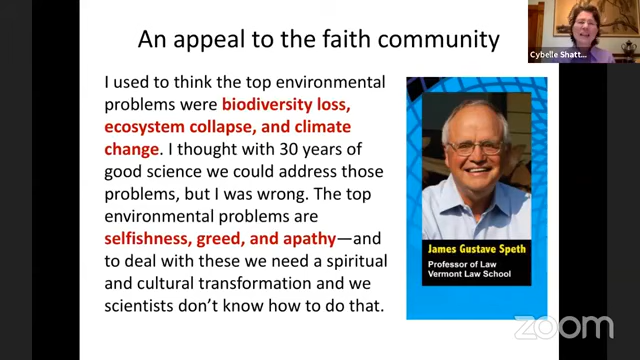 An appeal to the faith community
Cybelle Shatt...
I used to think the top environmental
problems were biodiversity loss,
ecosystem collapse, and climate
change. I thought with 30 years of
good science we could address those
problems, but I was wrong. The top
environmental problems are
selfishness, greed, and apathy—and
to deal with these we need a spiritual
and cultural transformation and we
scientists don't know how to do that.
James Gustave Speth
Professor of Law
Vermont Law School
zoom